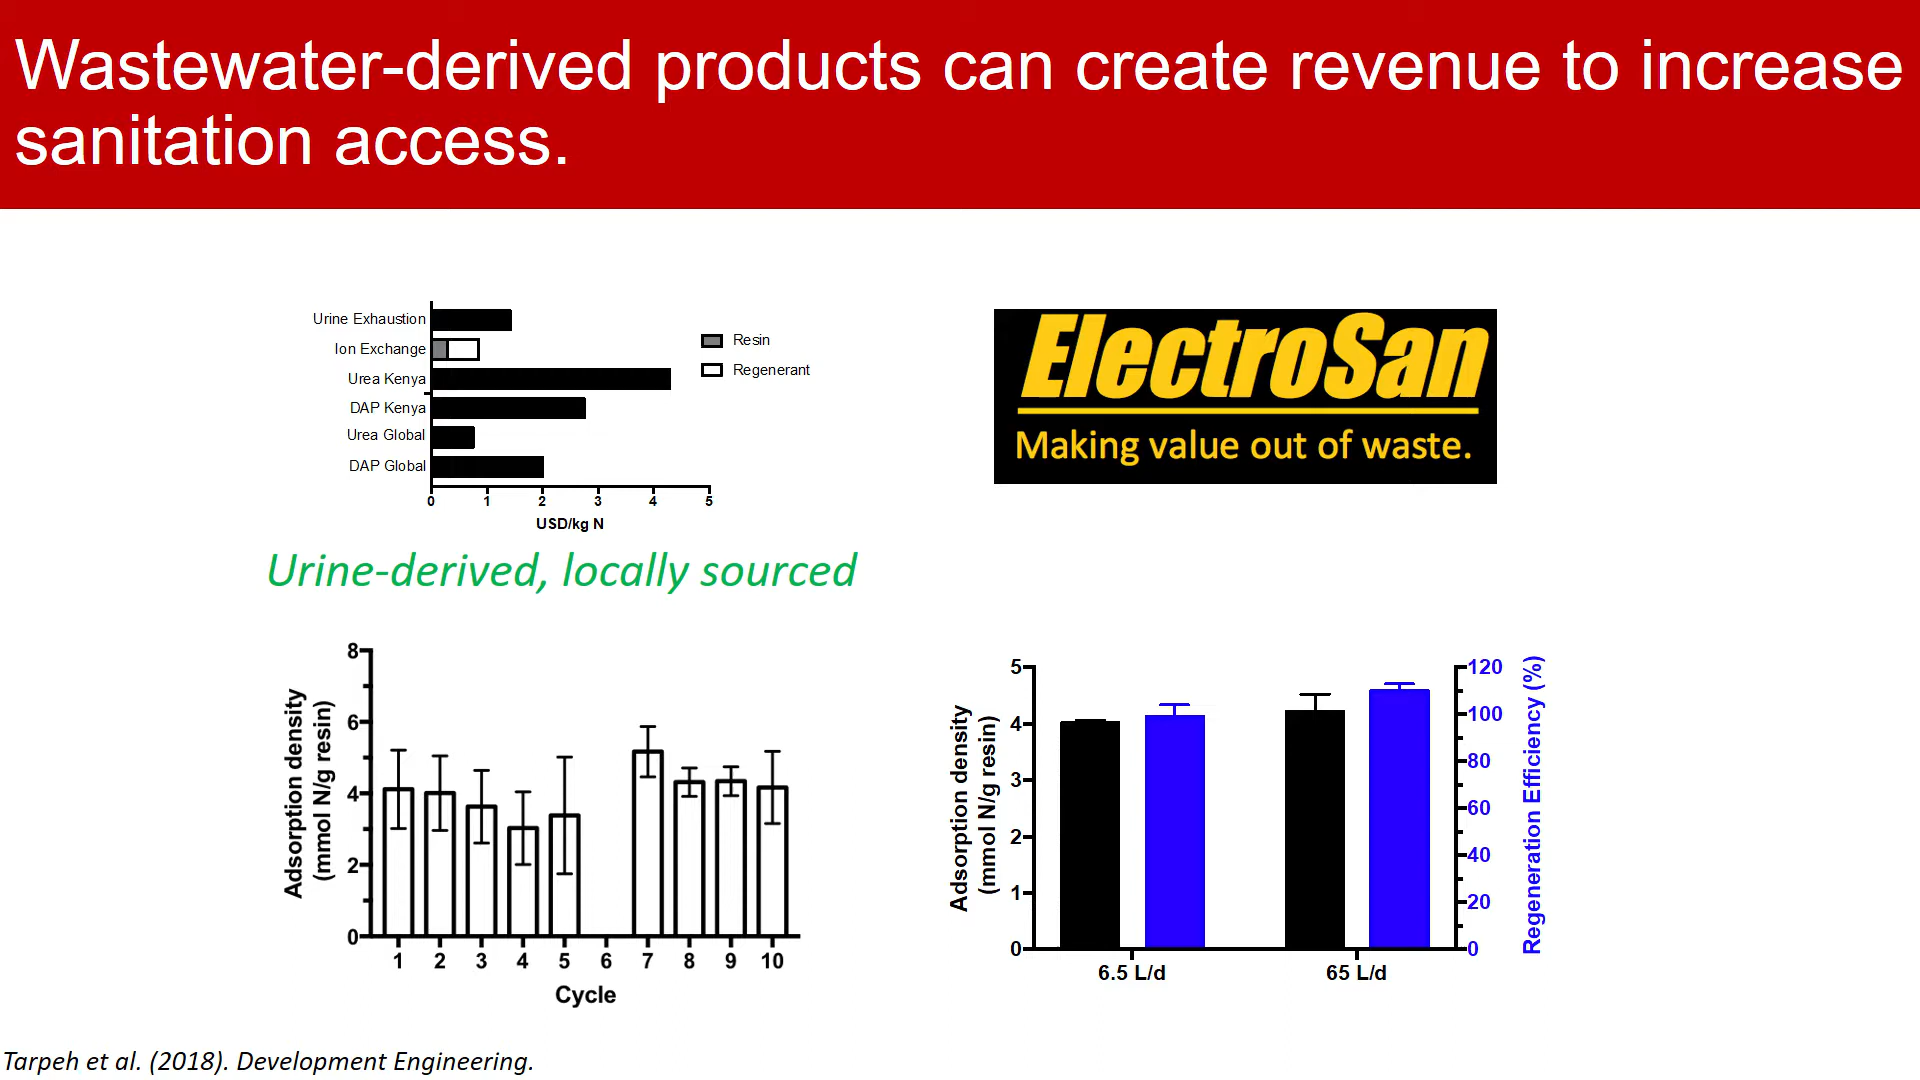 Wastewater-derived products can create revenue to increase
sanitation access.
Urine Exhaustion
Ion Exchange
Urea Kenya
DAP Kenya
Urea Global
DAP Global
0 1 2 3 4 5
USD/kg N
Resin
Regenerant
ElectroSan
Making value out of waste.
Urine-derived, locally sourced
Adsorption density
(mmol N/g resin)
8
6
4
2
0
1 2 3 4 5 6 7 8 9 10
Cycle
Adsorption density
(mmol N/g resin)
5
4
3
2
1
0
6.5 L/d 65 L/d
120
100
80
60
40
20
0
Regeneration Efficiency (%)
Tarpeh et al. (2018). Development Engineering.